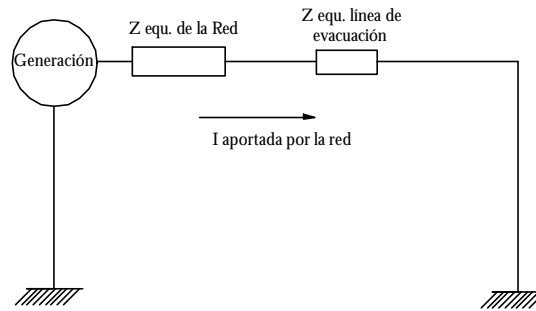 Z equ. de la Red
Z equ. línea de
evacuación
Generación
I aportada por la red